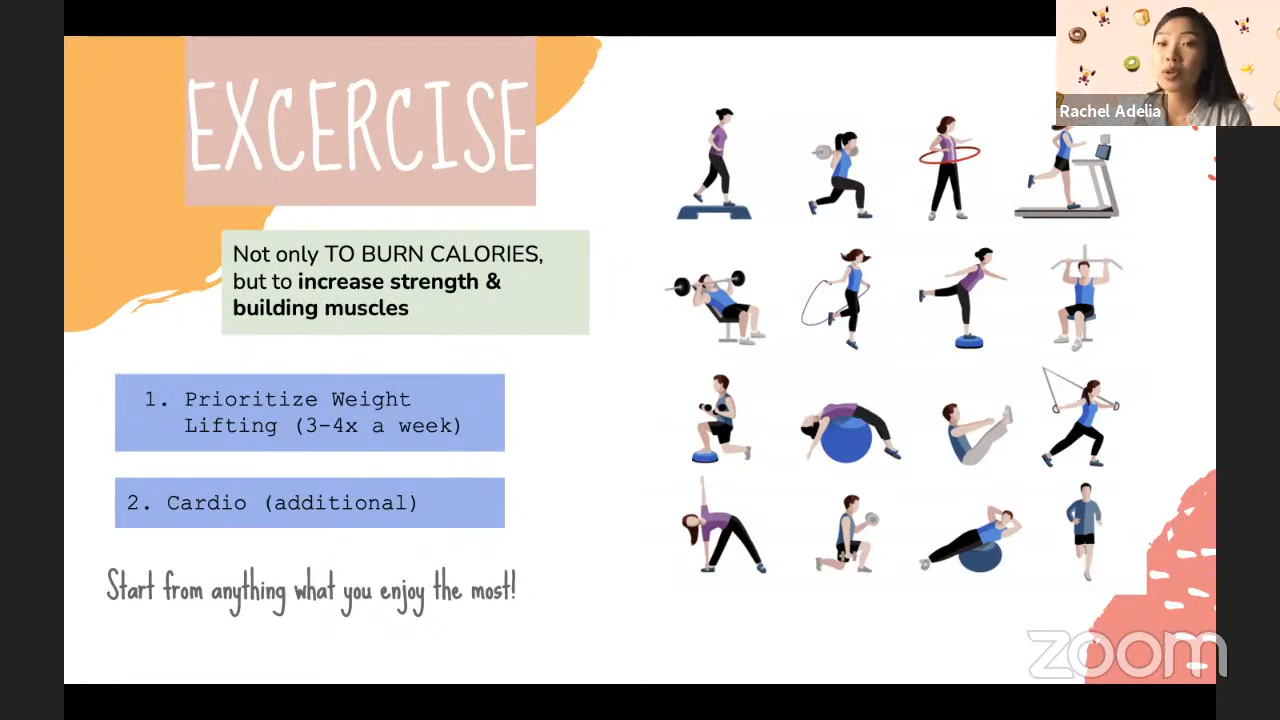 EXCERCISE
Rachel Adelia
Not only TO BURN CALORIES,
but to increase strength &
building muscles
1. Prioritize Weight
Lifting (3-4x a week)
2. Cardio (additional)
Start from anything what you enjoy the most!
zoom